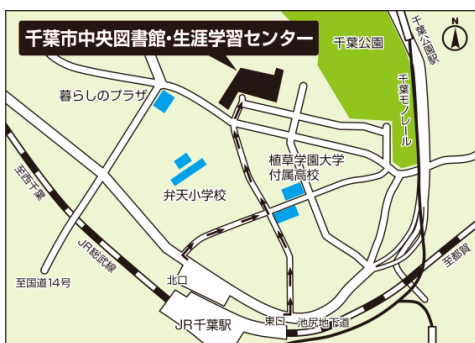 千葉市中央図書館・生涯学習センター
千葉公園
千葉公園駅
N
千葉モノレール
暮らしのプラザ
植草学園大学
付属高校
弁天小学校
至西千葉
JR総武線
至国道14号
北口
JR千葉駅
東口
池尻地下道
至都賀